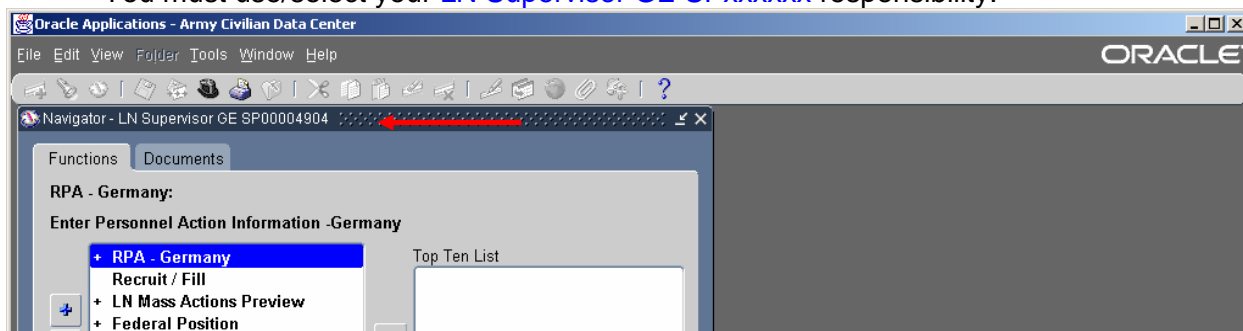 You must use/select your LN Supervisor GE SPxxxxxx responsibility.
Oracle Applications - Army Civilian Data Center
File Edit View Folder Tools Window Help
ORACLE
Navigator - LN Supervisor GE SP00004904
Functions Documents
RPA - Germany:
Enter Personnel Action Information -Germany
+ RPA - Germany
Top Ten List
Recruit / Fill
+ LN Mass Actions Preview
+ Federal Position